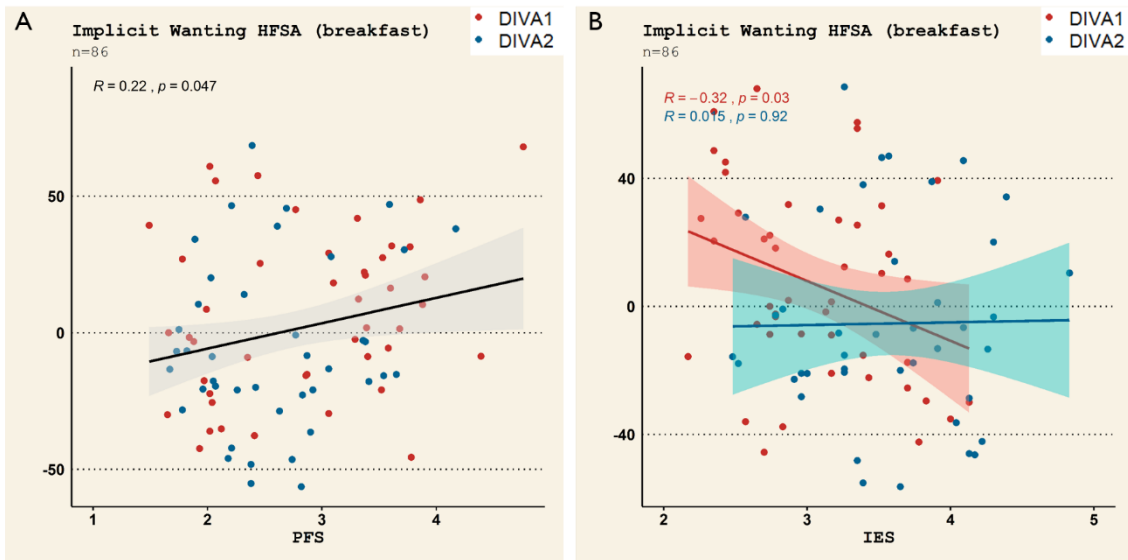 A
Implicit Wanting HFSA (breakfast)
n=86
DIVA1
DIVA2
R = 0.22 , p = 0.047
50
0
-50
1 2 3 4
PFS
B
Implicit Wanting HFSA (breakfast)
n=86
DIVA1
DIVA2
R = −0.32 , p = 0.03
R = 0.015 , p = 0.92
40
0
-40
2 3 4 5
IES